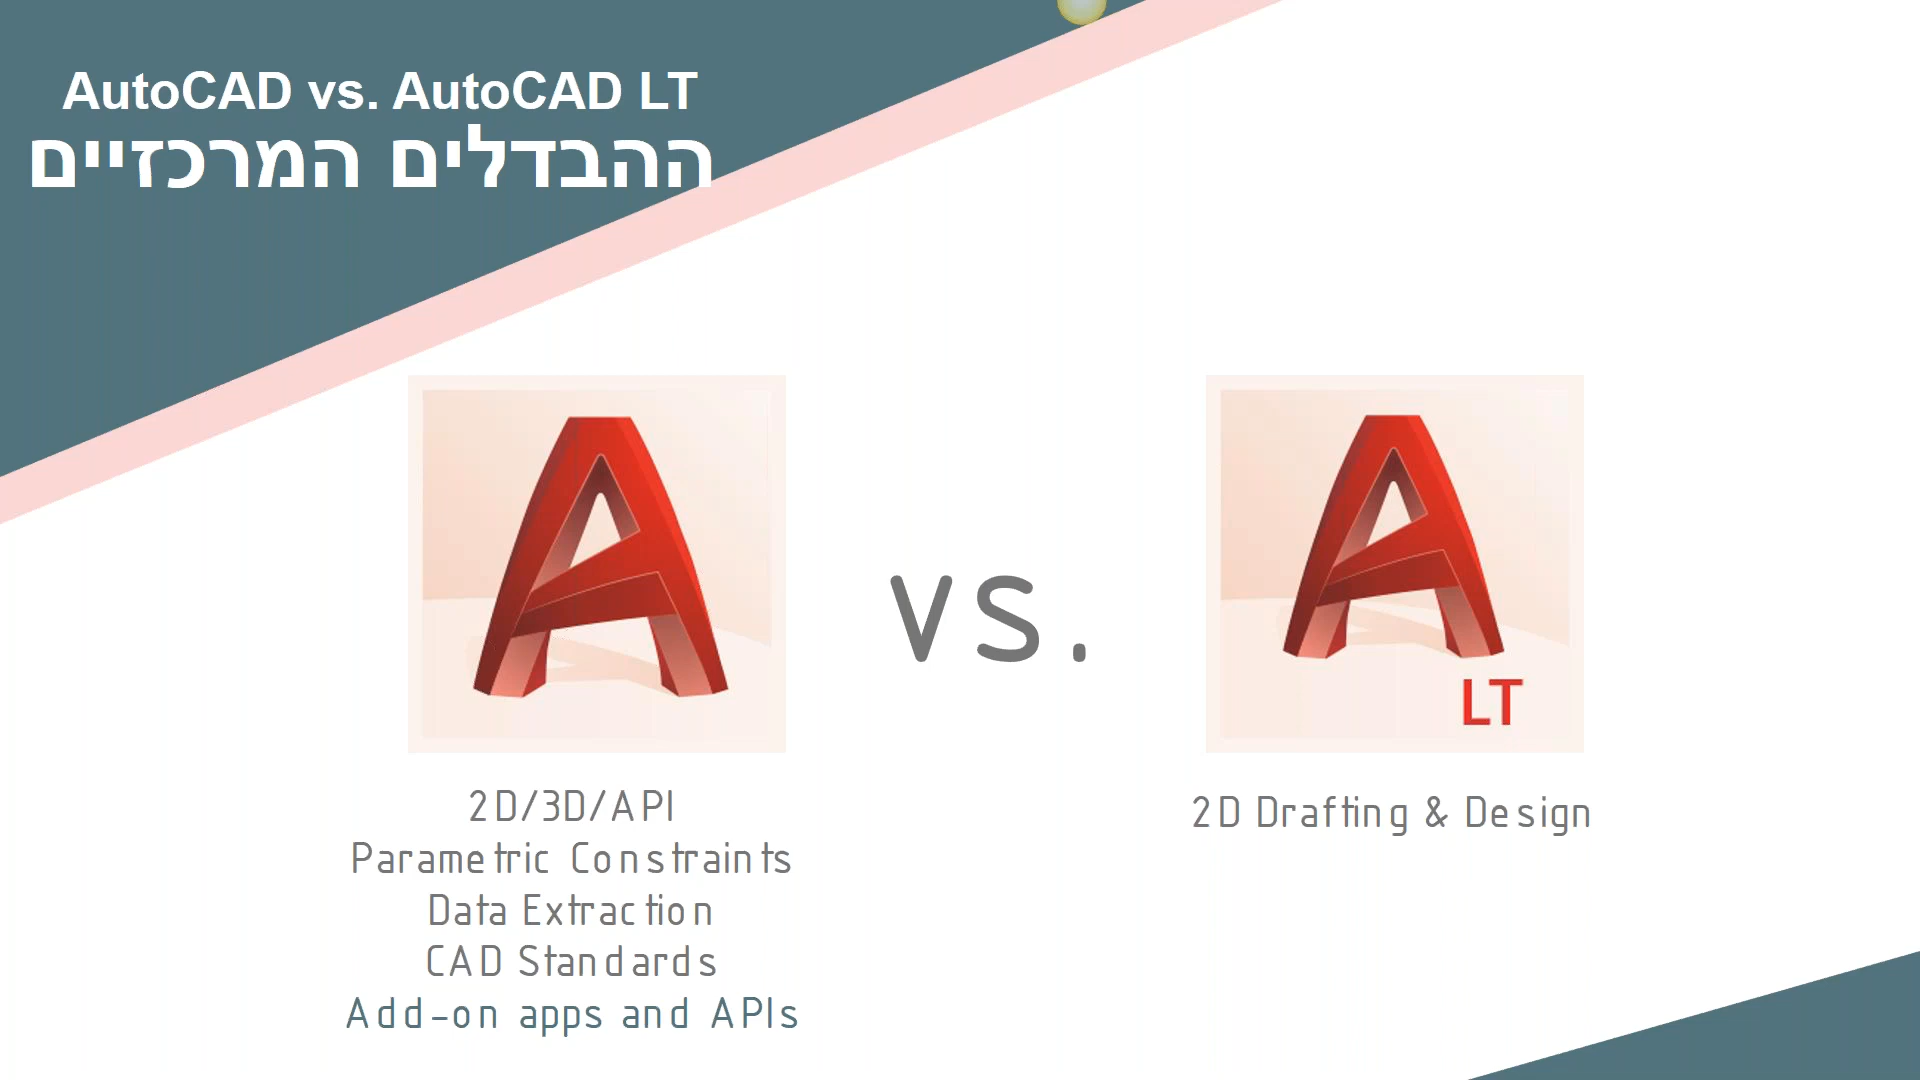 AutoCAD vs. AutoCAD LT
ההבדלים המרכזיים
VS.
LT
2D/3D/API
Parametric Constraints
Data Extraction
CAD Standards
Add-on apps and APIs
2D Drafting & Design